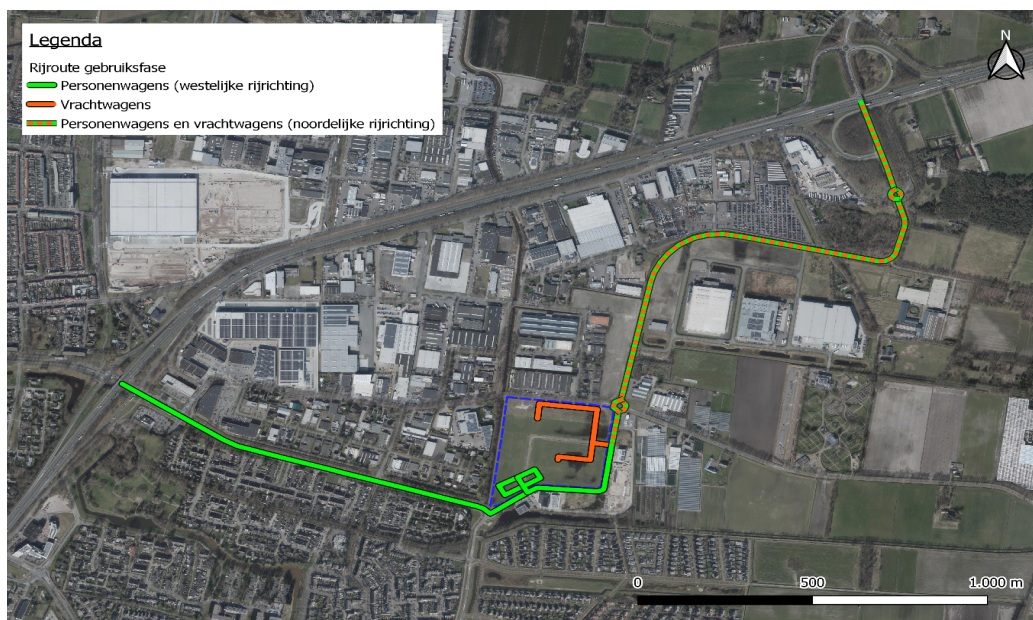 Legenda
Rijroute gebruiksfase
Personenwagens (westelijke rijrichting)
Vrachtwagens
Personenwagens en vrachtwagens (noordelijke rijrichting)
N
0 500 1.000 m